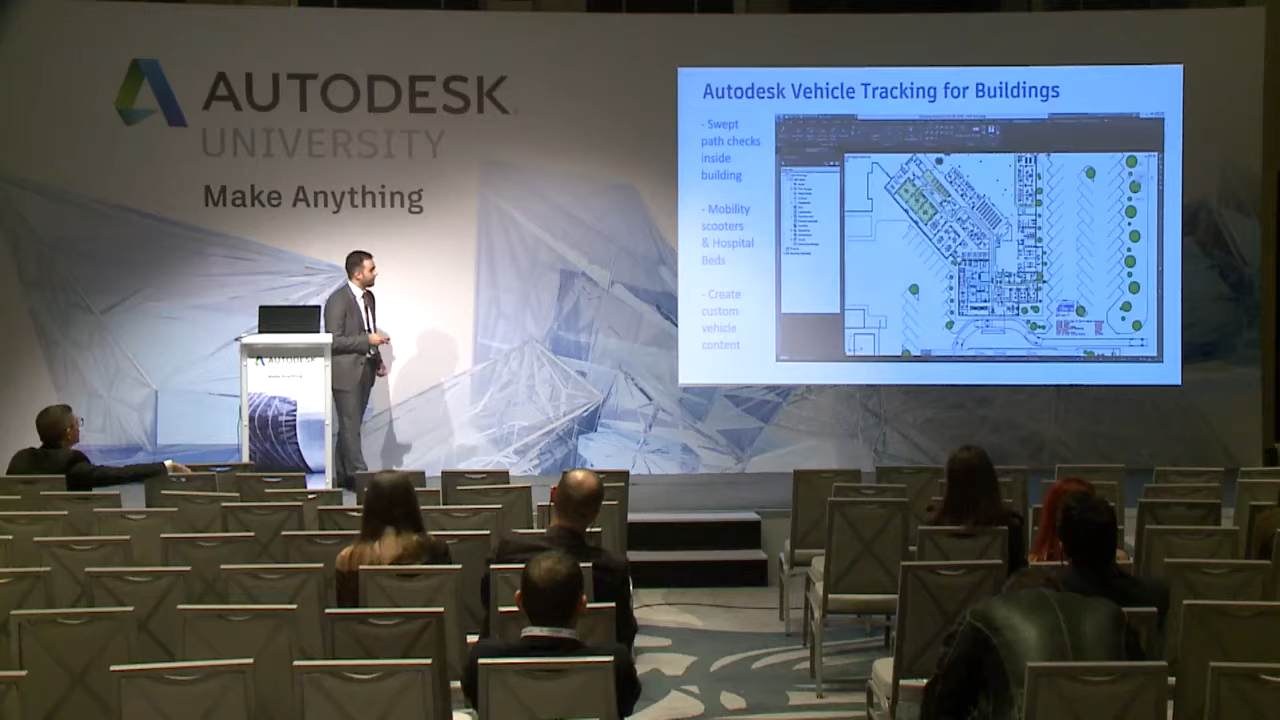 AUTODESK
UNIVERSITY
Make Anything
AUTODESK
Make Anything
Autodesk Vehicle Tracking for Buildings
- Swept
path checks
inside
building
- Mobility
scooters
& Hospital
Beds
- Create
custom
vehicle
content